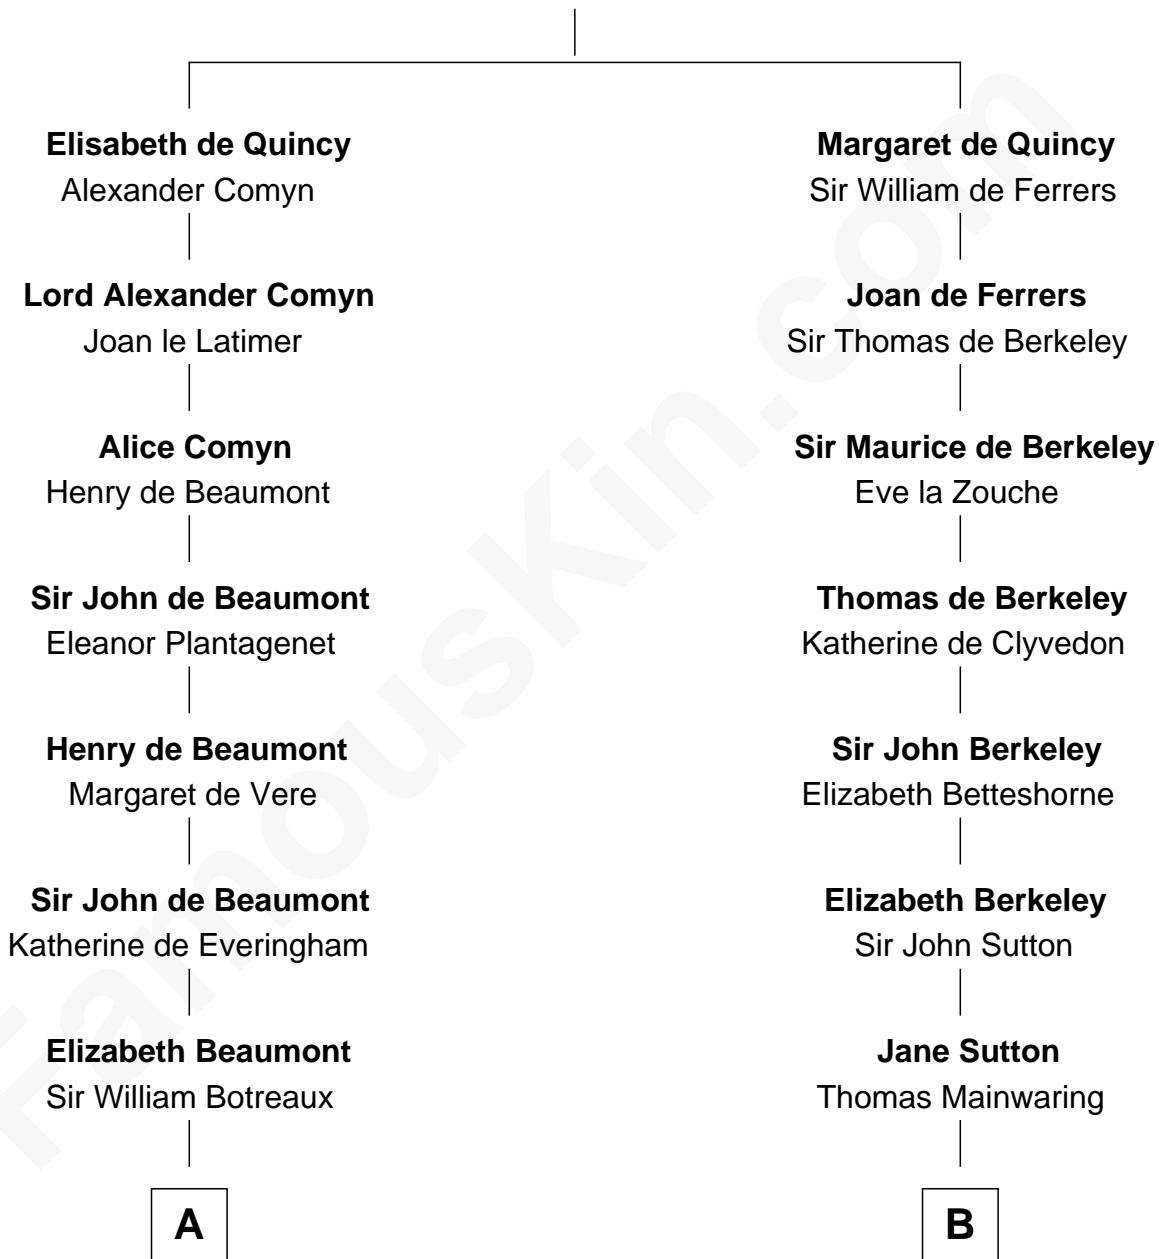 Elisabeth de Quincy
Alexander Comyn
Lord Alexander Comyn
Joan le Latimer
Alice Comyn
Henry de Beaumont
Sir John de Beaumont
Eleanor Plantagenet
Henry de Beaumont
Margaret de Vere
Sir John de Beaumont
Katherine de Everingham
Elizabeth Beaumont
Sir William Botreaux
A
Margaret de Quincy
Sir William de Ferrers
Joan de Ferrers
Sir Thomas de Berkeley
Sir Maurice de Berkeley
Eve la Zouche
Thomas de Berkeley
Katherine de Clyvedon
Sir John Berkeley
Elizabeth Betteshorne
Elizabeth Berkeley
Sir John Sutton
Jane Sutton
Thomas Mainwaring
B
FamousKin.com